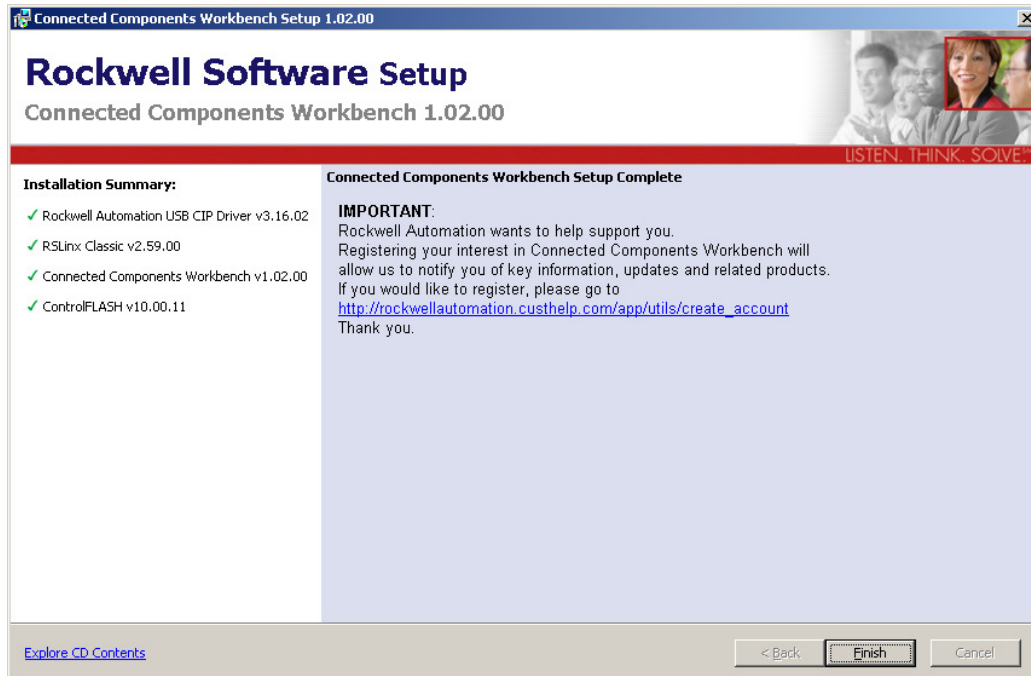 Connected Components Workbench Setup 1.02.00
Rockwell Software Setup
Connected Components Workbench 1.02.00
LISTEN. THINK. SOLVE.℠
Installation Summary:
✓ Rockwell Automation USB CIP Driver v3.16.02
✓ RSLinx Classic v2.59.00
✓ Connected Components Workbench v1.02.00
✓ ControlFLASH v10.00.11
Connected Components Workbench Setup Complete
IMPORTANT:
Rockwell Automation wants to help support you.
Registering your interest in Connected Components Workbench will
allow us to notify you of key information, updates and related products.
If you would like to register, please go to
http://rockwellautomation.custhelp.com/app/utils/create_account
Thank you.
Explore CD Contents
< Back
Finish
Cancel